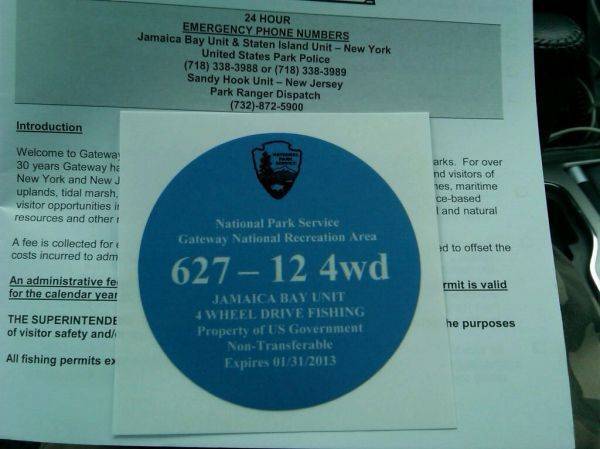 24 HOUR
EMERGENCY PHONE NUMBERS
Jamaica Bay Unit & Staten Island Unit – New York
United States Park Police
(718) 338-3988 or (718) 338-3989
Sandy Hook Unit – New Jersey
Park Ranger Dispatch
(732)-872-5900
Introduction
Welcome to Gateway
arks. For over
30 years Gateway ha
nd visitors of
New York and New J
nes, maritime
uplands, tidal marsh,
ce-based
visitor opportunities i
l and natural
resources and other r
A fee is collected for e
ed to offset the
costs incurred to adm
An administrative fe
rmit is valid
for the calendar year
THE SUPERINTENDE
he purposes
of visitor safety and/
All fishing permits ex
NATIONAL
PARK
SERVICE
National Park Service
Gateway National Recreation Area
627 – 12 4wd
JAMAICA BAY UNIT
4 WHEEL DRIVE FISHING
Property of US Government
Non-Transferable
Expires 01/31/2013